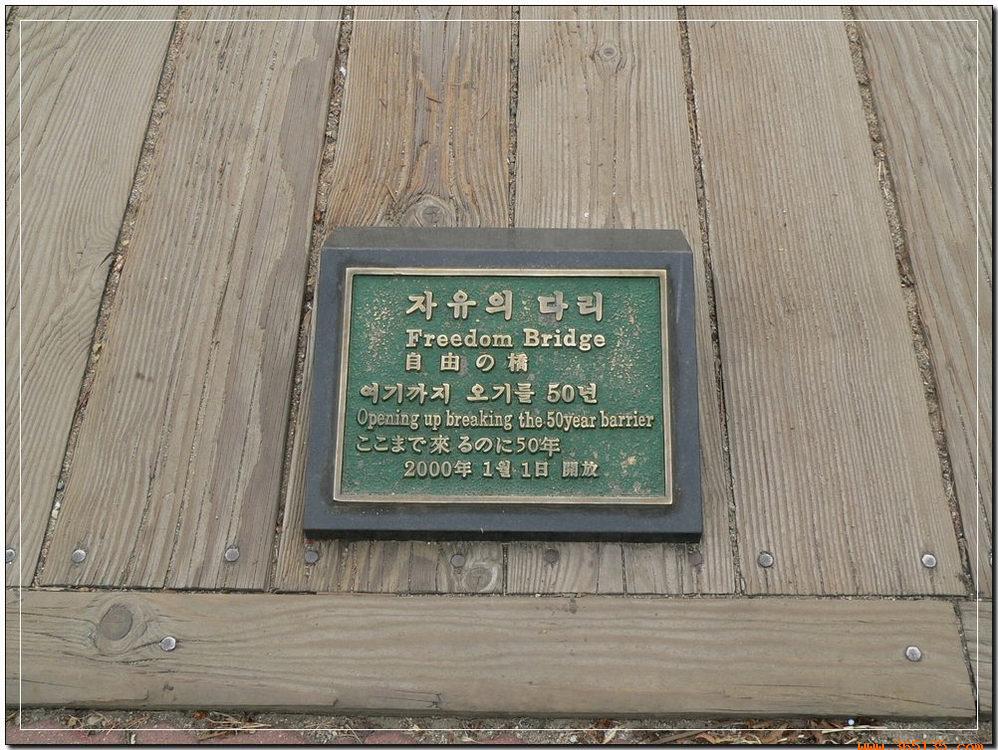 자유의 다리
Freedom Bridge
自由の橋
여기까지 오기를 50년
Opening up breaking the 50year barrier
ここまで來るのに50年
2000年 1월 1日 開放